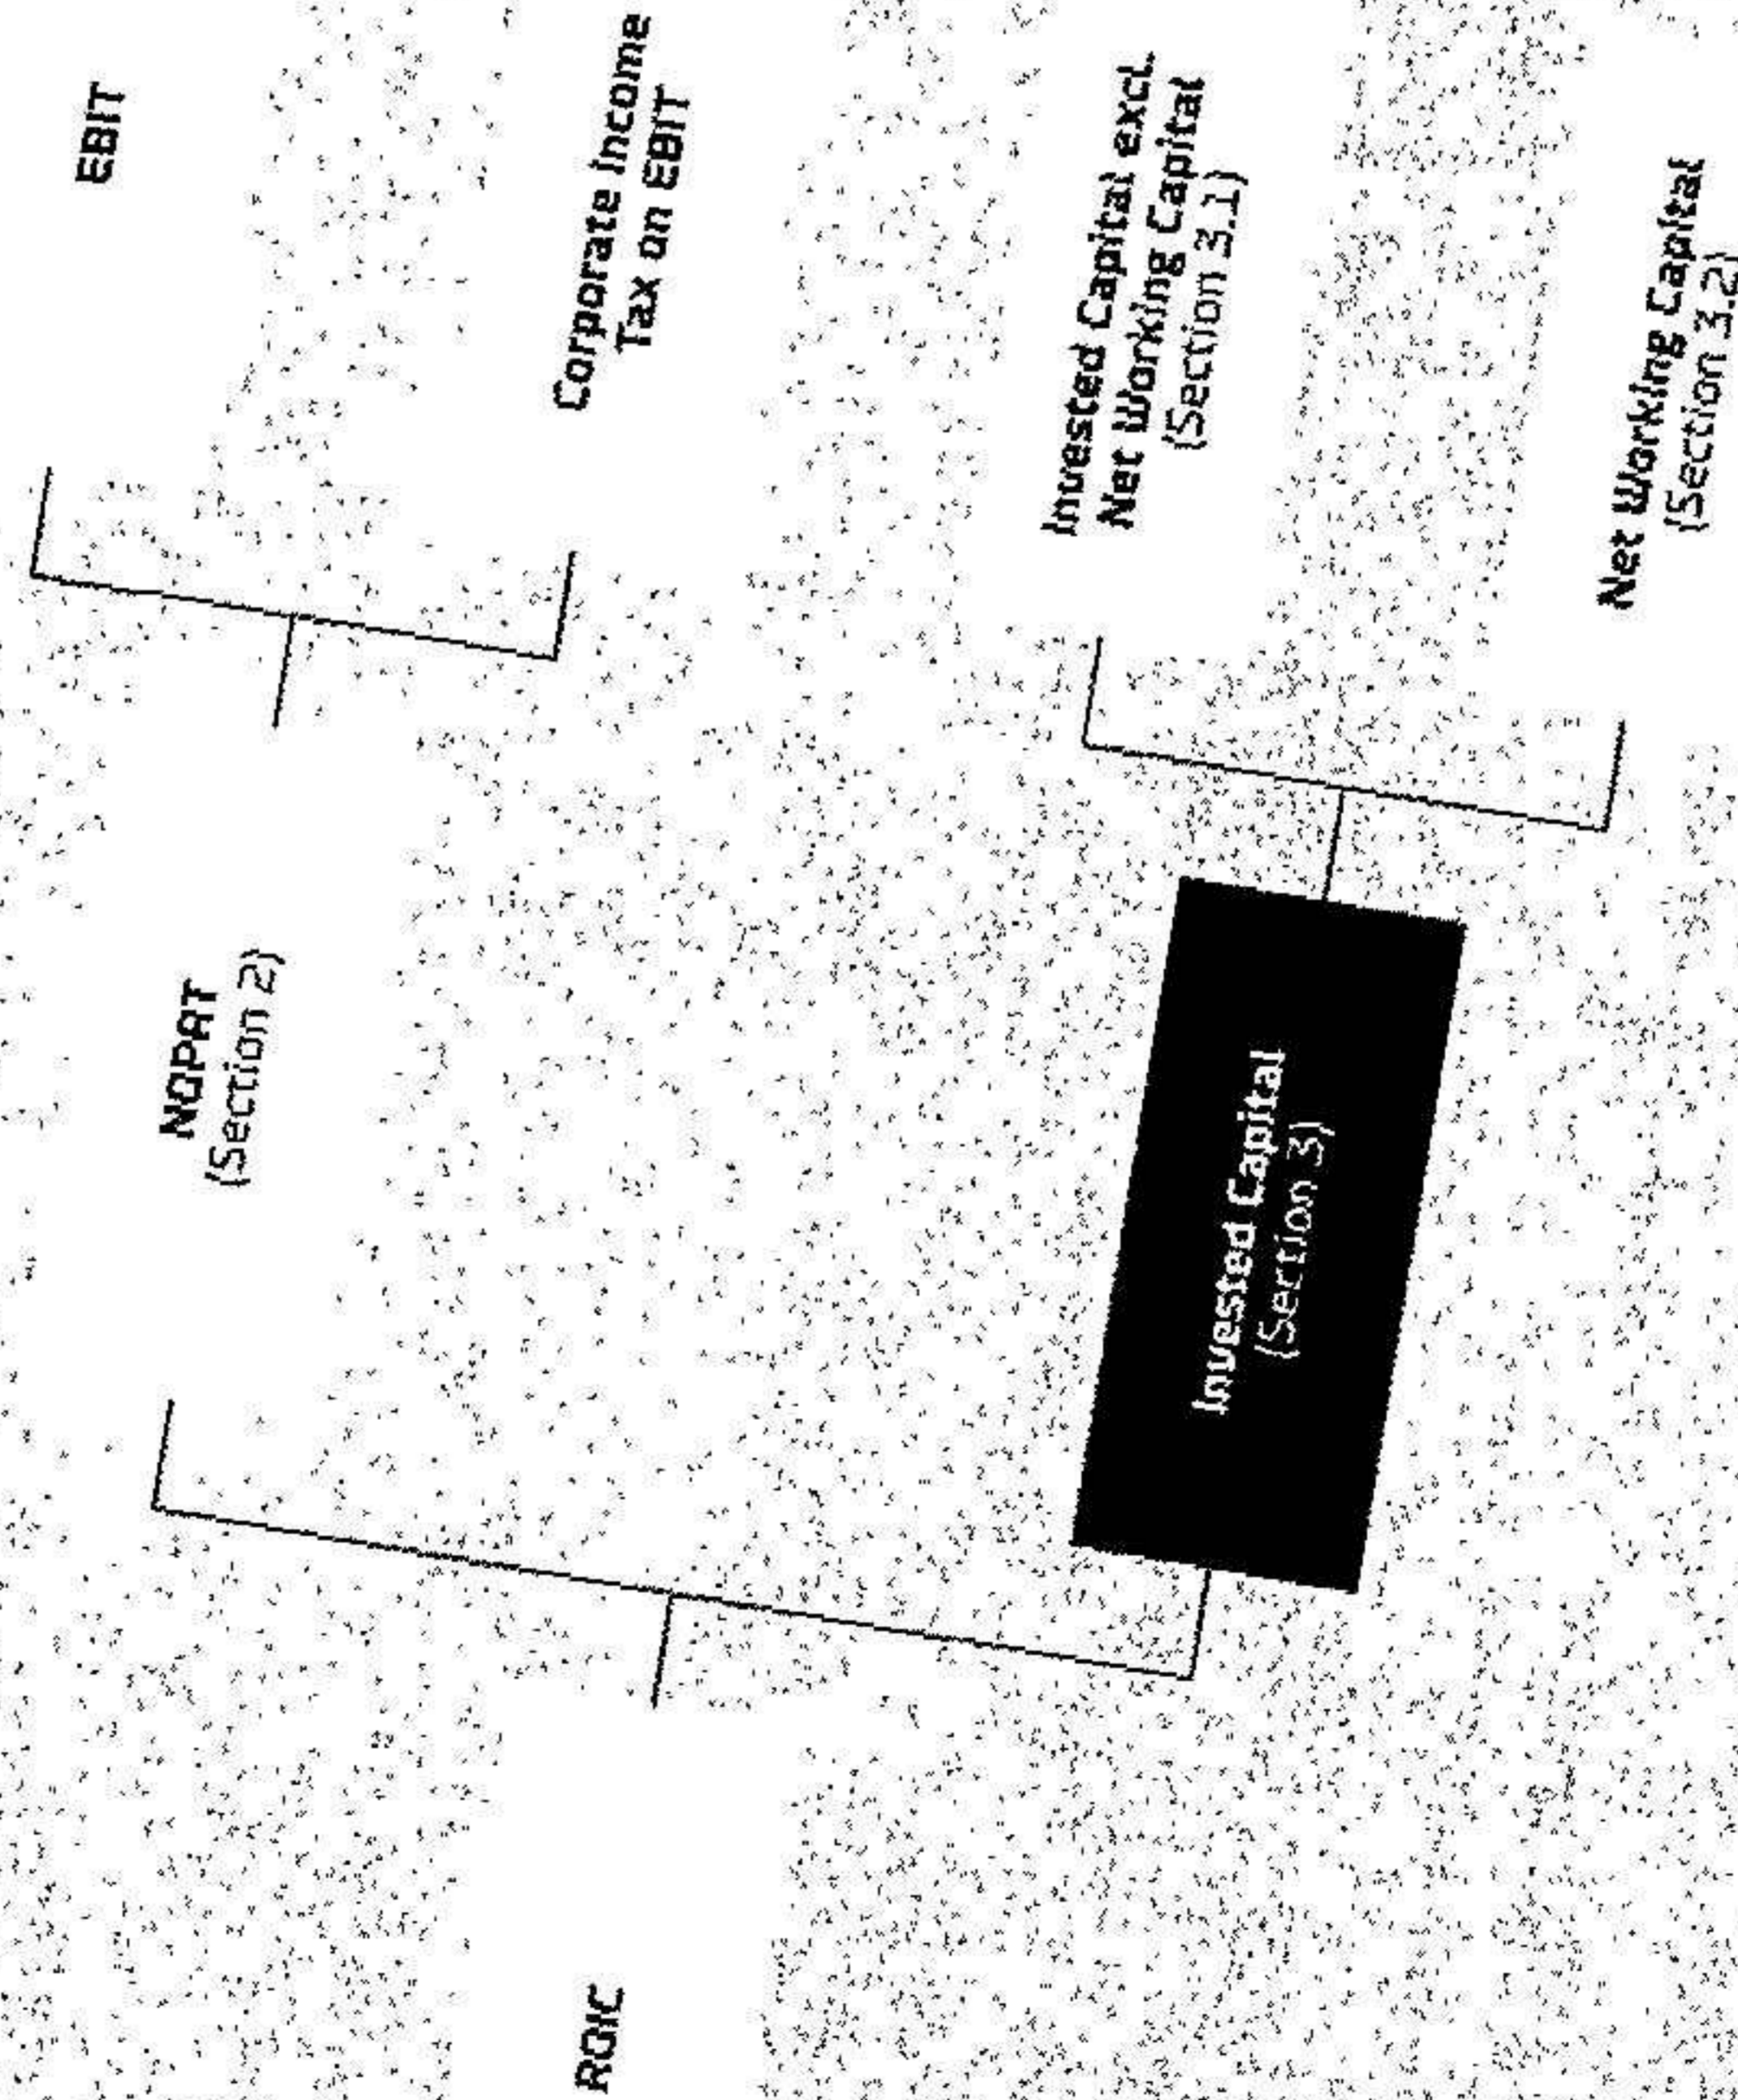 EBIT
NOPAT
(Section 2)
Corporate Income
Tax on EBIT
ROIC
Invested Capital excl.
Net Working Capital
(Section 3.1)
Invested Capital
(Section 3)
Net Working Capital
(Section 3.2)